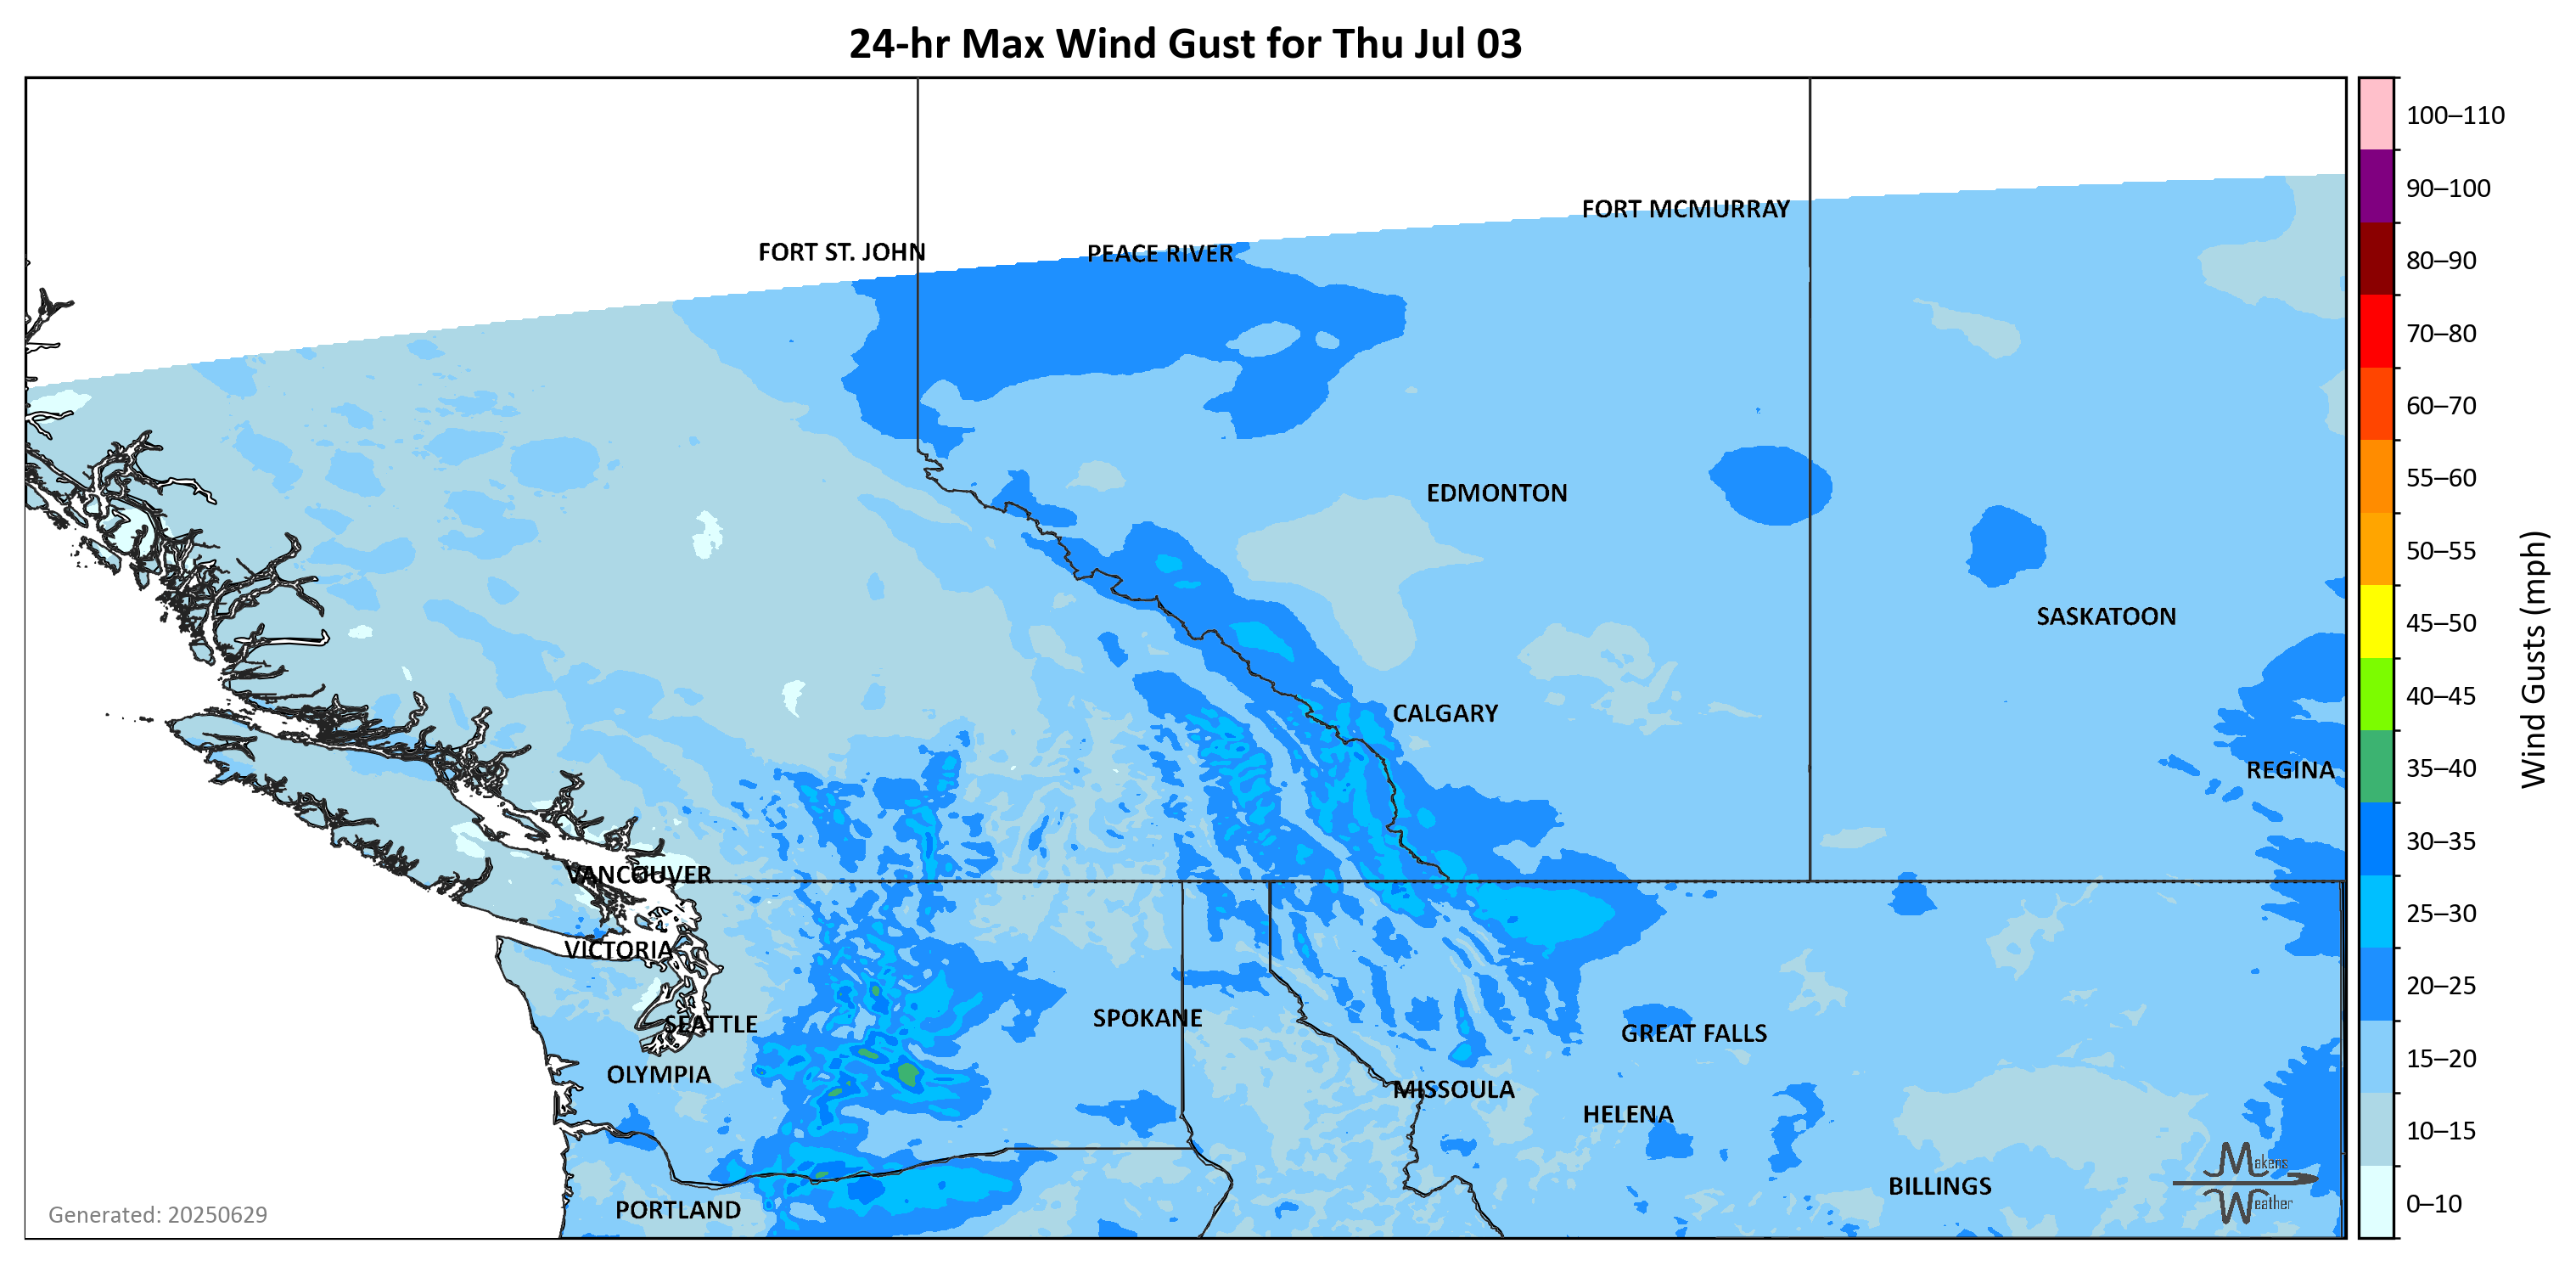 24-hr Max Wind Gust for Thu Jul 03
100–110
90–100
80–90
70–80
60–70
55–60
50–55
45–50
40–45
35–40
30–35
25–30
20–25
15–20
10–15
0–10
Wind Gusts (mph)
FORT MCMURRAY
FORT ST. JOHN
PEACE RIVER
EDMONTON
SASKATOON
CALGARY
REGINA
VANCOUVER
VICTORIA
SEATTLE
SPOKANE
GREAT FALLS
OLYMPIA
MISSOULA
HELENA
BILLINGS
PORTLAND
Makens
Weather
Generated: 20250629